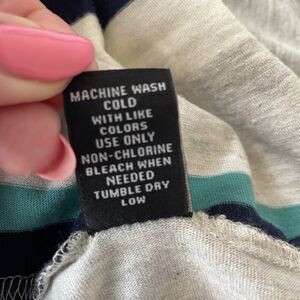 MACHINE WASH
COLD
WITH LIKE
COLORS
USE ONLY
NON-CHLORINE
BLEACH WHEN
NEEDED
TUMBLE DRY
LOW